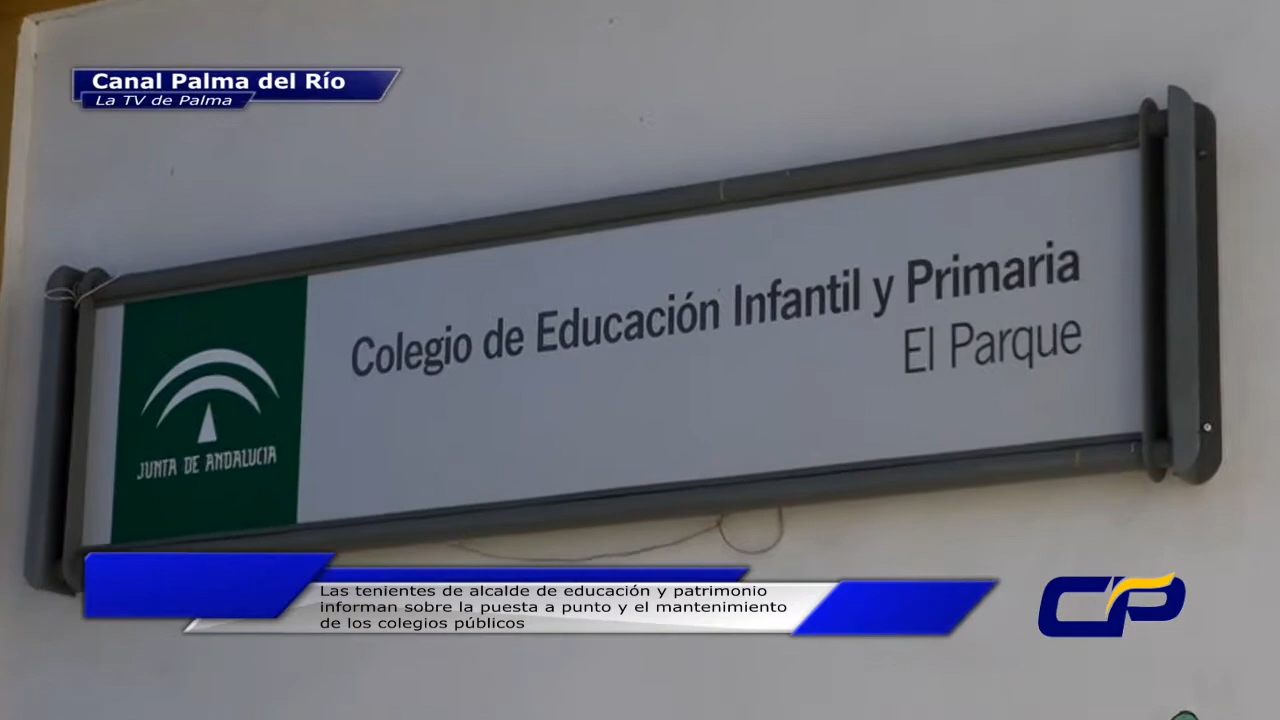 Canal Palma del Río
La TV de Palma
Colegio de Educación Infantil y Primaria
El Parque
JUNTA DE ANDALUCIA
Las tenientes de alcalde de educación y patrimonio
informan sobre la puesta a punto y el mantenimiento
de los colegios públicos
CP